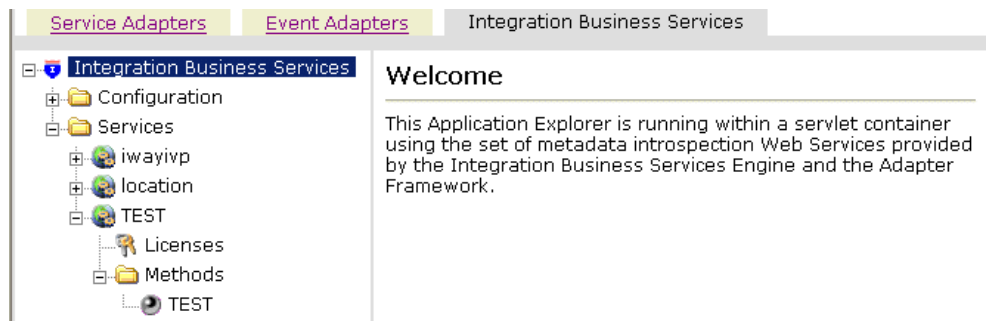 Service Adapters Event Adapters Integration Business Services
Integration Business Services
Configuration
Services
iwayivp
location
TEST
Licenses
Methods
TEST
Welcome
This Application Explorer is running within a servlet container
using the set of metadata introspection Web Services provided
by the Integration Business Services Engine and the Adapter
Framework.